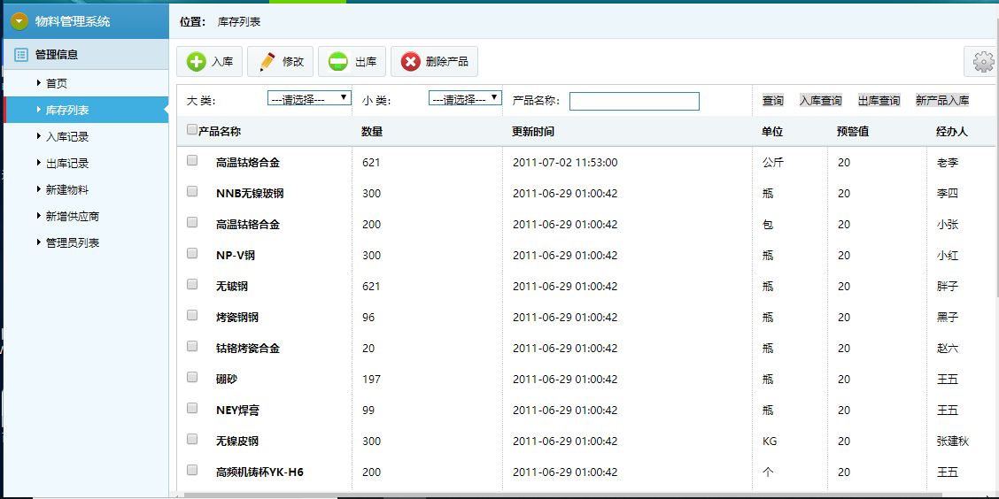 物料管理系统
位置： 库存列表
管理信息
首页
库存列表
入库记录
出库记录
新建物料
新增供应商
管理员列表
入库 修改 出库 删除产品
大 类： ---请选择--- 小 类： ---请选择--- 产品名称： 查询 入库查询 出库查询 新产品入库
产品名称 数量 更新时间 单位 预警值 经办人
高温钴烙合金 621 2011-07-02 11:53:00 公斤 20 老李
NNB无镍玻钢 300 2011-06-29 01:00:42 瓶 20 李四
高温钴铬合金 200 2011-06-29 01:00:42 包 20 小张
NP-V钢 300 2011-06-29 01:00:42 瓶 20 小红
无铍钢 621 2011-06-29 01:00:42 瓶 20 胖子
烤瓷钢钢 96 2011-06-29 01:00:42 瓶 20 黑子
钴铬烤瓷合金 20 2011-06-29 01:00:42 瓶 20 赵六
硼砂 197 2011-06-29 01:00:42 瓶 20 王五
NEY焊膏 99 2011-06-29 01:00:42 瓶 20 王五
无镍皮钢 300 2011-06-29 01:00:42 KG 20 张建秋
高频机铸杯YK-H6 200 2011-06-29 01:00:42 个 20 王五